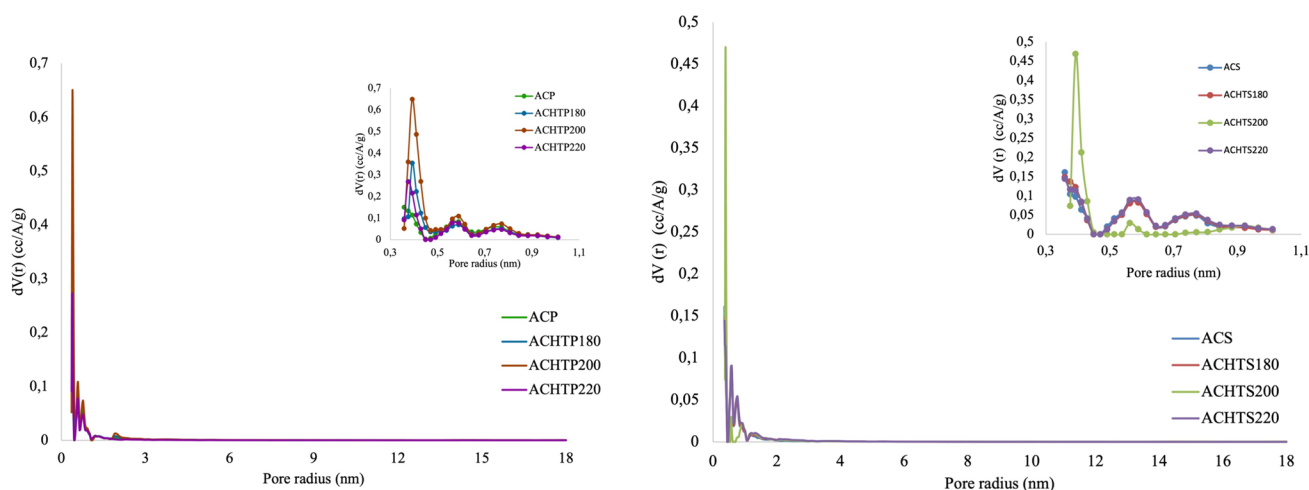 0,7
0,6
0,5
0,4
0,3
0,2
0,1
0
dV(r) (cc/A/g)
0 3 6 9 12 15 18
Pore radius (nm)
0,7
0,6
0,5
0,4
0,3
0,2
0,1
0
dV(r) (cc/A/g)
0,3 0,5 0,7 0,9 1,1
Pore radius (nm)
ACP
ACHTP180
ACHTP200
ACHTP220
ACP
ACHTP180
ACHTP200
ACHTP220
0,5
0,45
0,4
0,35
0,3
0,25
0,2
0,15
0,1
0,05
0
dV (r) (cc/A/g)
0 2 4 6 8 10 12 14 16 18
Pore radius (nm)
0,5
0,45
0,4
0,35
0,3
0,25
0,2
0,15
0,1
0,05
0
dV (r) (cc/A/g)
0,3 0,5 0,7 0,9 1,1
Pore radius (nm)
ACS
ACHTS180
ACHTS200
ACHTS220
ACS
ACHTS180
ACHTS200
ACHTS220